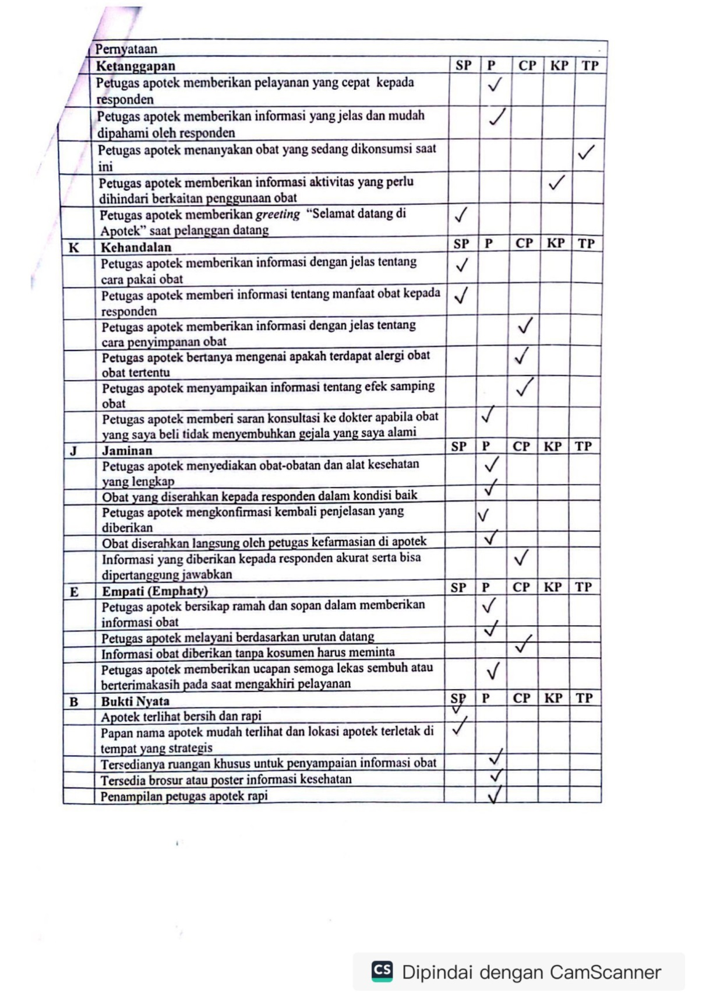 Pernyataan
Ketanggapan SP P CP KP TP
Petugas apotek memberikan pelayanan yang cepat kepada ✓
responden
Petugas apotek memberikan informasi yang jelas dan mudah ✓
dipahami oleh responden
Petugas apotek menanyakan obat yang sedang dikonsumsi saat ✓
ini
Petugas apotek memberikan informasi aktivitas yang perlu ✓
dihindari berkaitan penggunaan obat
Petugas apotek memberikan greeting “Selamat datang di ✓
Apotek” saat pelanggan datang
K Kehandalan SP P CP KP TP
Petugas apotek memberikan informasi dengan jelas tentang ✓
cara pakai obat
Petugas apotek memberi informasi tentang manfaat obat kepada ✓
responden
Petugas apotek memberikan informasi dengan jelas tentang ✓
cara penyimpanan obat
Petugas apotek bertanya mengenai apakah terdapat alergi obat ✓
obat tertentu
Petugas apotek menyampaikan informasi tentang efek samping ✓
obat
Petugas apotek memberi saran konsultasi ke dokter apabila obat ✓
yang saya beli tidak menyembuhkan gejala yang saya alami
J Jaminan SP P CP KP TP
Petugas apotek menyediakan obat-obatan dan alat kesehatan ✓
yang lengkap
Obat yang diserahkan kepada responden dalam kondisi baik ✓
Petugas apotek mengkonfirmasi kembali penjelasan yang ✓
diberikan
Obat diserahkan langsung oleh petugas kefarmasian di apotek ✓
Informasi yang diberikan kepada responden akurat serta bisa ✓
dipertanggung jawabkan
E Empati (Emphaty) SP P CP KP TP
Petugas apotek bersikap ramah dan sopan dalam memberikan ✓
informasi obat
Petugas apotek melayani berdasarkan urutan datang ✓
Informasi obat diberikan tanpa kosumen harus meminta ✓
Petugas apotek memberikan ucapan semoga lekas sembuh atau ✓
berterimakasih pada saat mengakhiri pelayanan
B Bukti Nyata SP P CP KP TP
Apotek terlihat bersih dan rapi ✓
Papan nama apotek mudah terlihat dan lokasi apotek terletak di ✓
tempat yang strategis
Tersedianya ruangan khusus untuk penyampaian informasi obat ✓
Tersedia brosur atau poster informasi kesehatan ✓
Penampilan petugas apotek rapi ✓
CS Dipindai dengan CamScanner